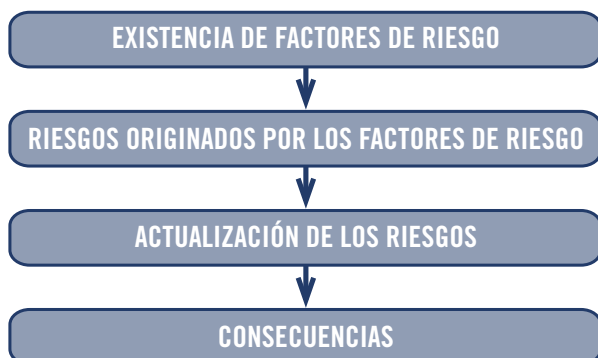 EXISTENCIA DE FACTORES DE RIESGO
RIESGOS ORIGINADOS POR LOS FACTORES DE RIESGO
ACTUALIZACIÓN DE LOS RIESGOS
CONSECUENCIAS